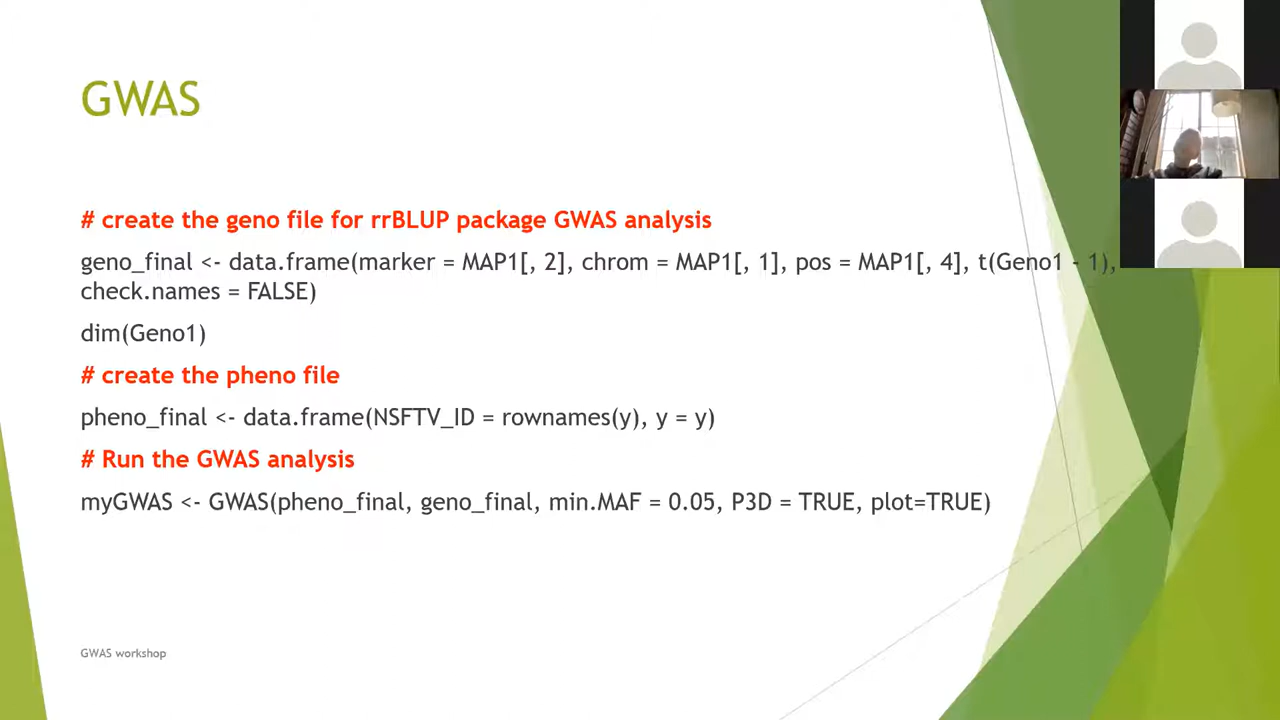 GWAS
# create the geno file for rrBLUP package GWAS analysis
geno_final <- data.frame(marker = MAP1[, 2], chrom = MAP1[, 1], pos = MAP1[, 4], t(Geno1 - 1),
check.names = FALSE)
dim(Geno1)
# create the pheno file
pheno_final <- data.frame(NSFTV_ID = rownames(y), y = y)
# Run the GWAS analysis
myGWAS <- GWAS(pheno_final, geno_final, min.MAF = 0.05, P3D = TRUE, plot=TRUE)
GWAS workshop